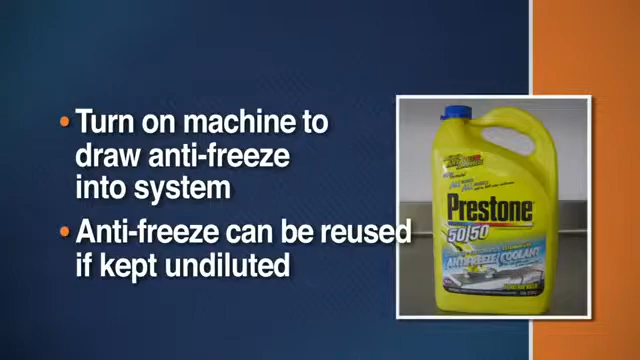 • Turn on machine to
draw anti-freeze
into system
• Anti-freeze can be reused
if kept undiluted
Prestone
50/50
ANTIFREEZE/COOLANT